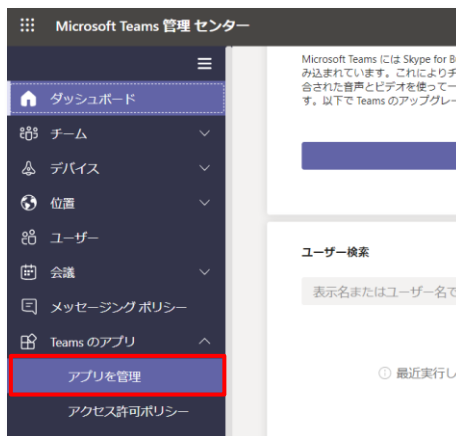 Microsoft Teams 管理 センター
ダッシュボード
チーム
デバイス
位置
ユーザー
会議
メッセージング ポリシー
Teams のアプリ
アプリを管理
アクセス許可ポリシー
Microsoft Teams には Skype for B
み込まれています。これによりチ
合された音声とビデオを使って一
す。以下で Teams のアップグレー
ユーザー検索
表示名またはユーザー名で
最近実行し